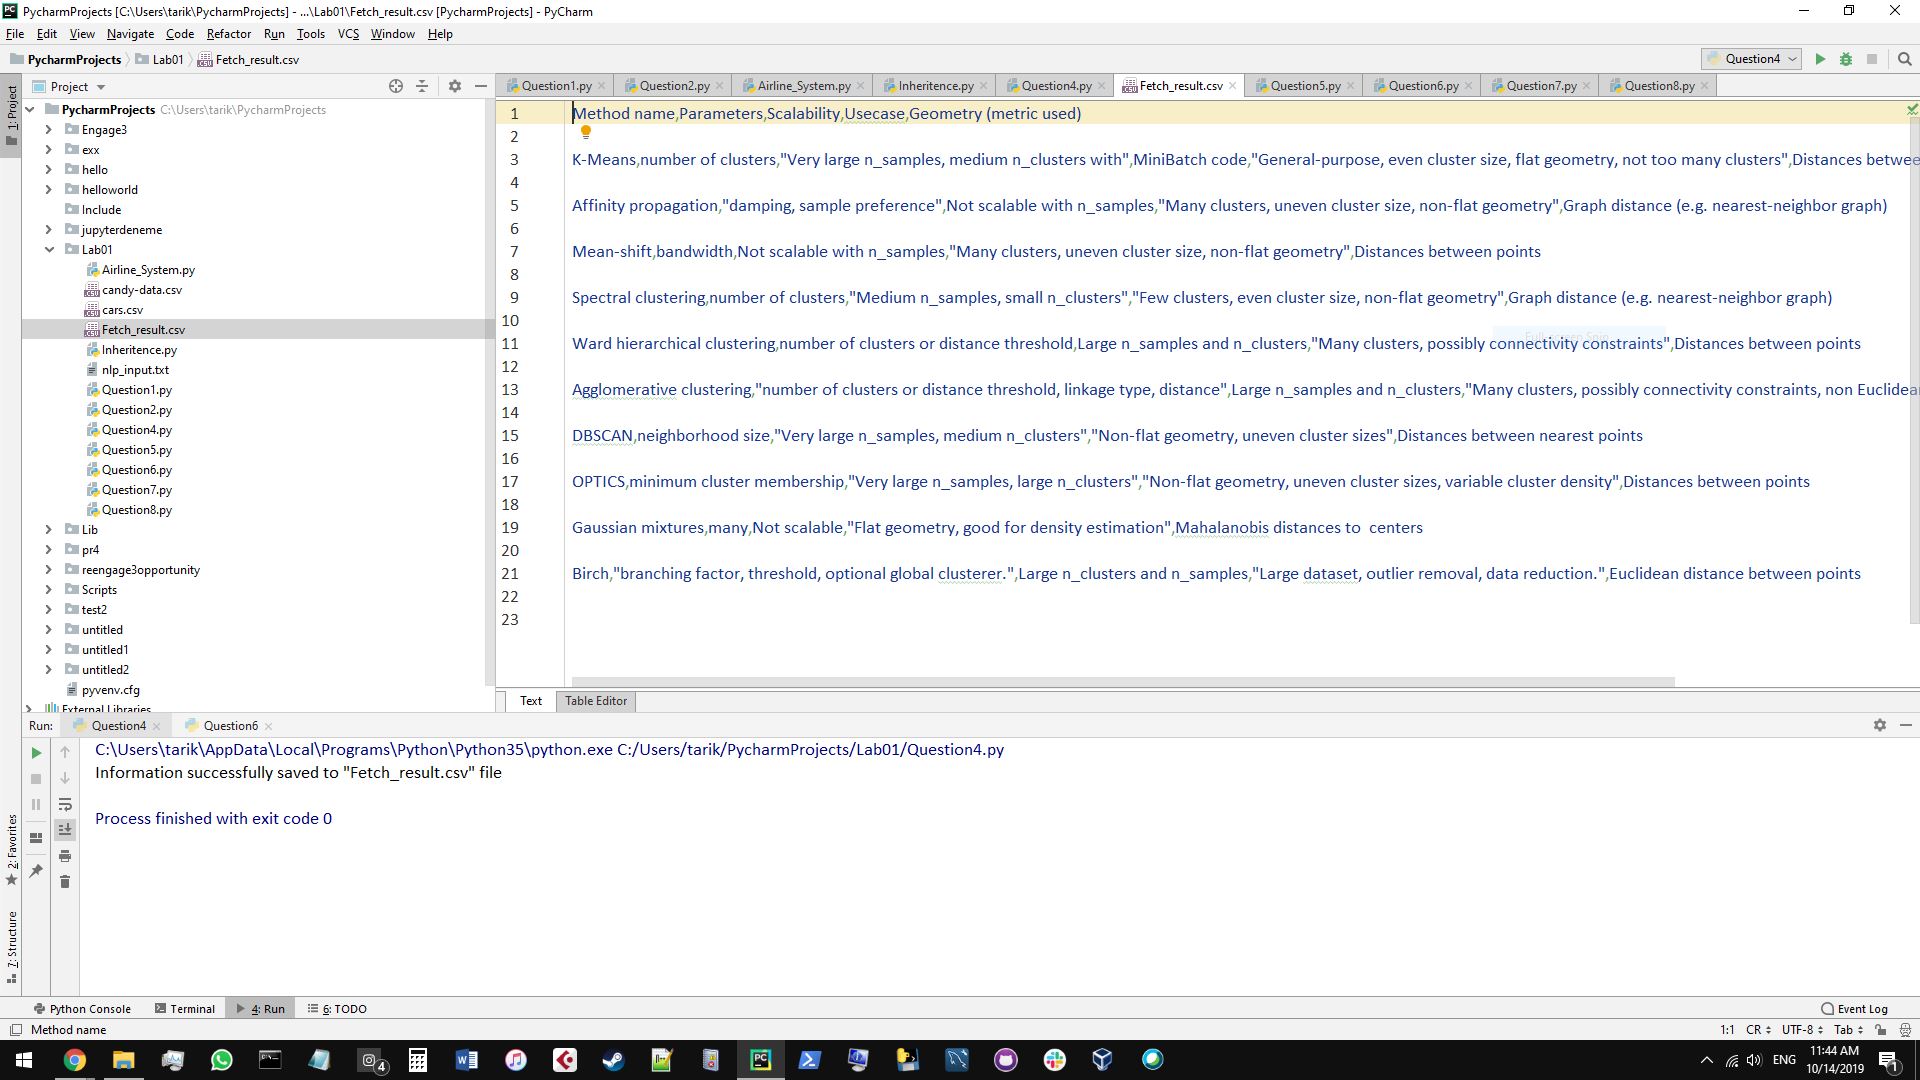 PycharmProjects [C:\Users\tarik\PycharmProjects] - ...\Lab01\Fetch_result.csv [PycharmProjects] - PyCharm
File Edit View Navigate Code Refactor Run Tools VCS Window Help
PycharmProjects Lab01 Fetch_result.csv Question4
1: Project
Project
Question1.py Question2.py Airline_System.py Inheritence.py Question4.py Fetch_result.csv Question5.py Question6.py Question7.py Question8.py
PycharmProjects C:\Users\tarik\PycharmProjects
Engage3
exx
hello
helloworld
Include
jupyterdeneme
Lab01
Airline_System.py
candy-data.csv
cars.csv
Fetch_result.csv
Inheritence.py
nlp_input.txt
Question1.py
Question2.py
Question4.py
Question5.py
Question6.py
Question7.py
Question8.py
Lib
pr4
reengage3opportunity
Scripts
test2
untitled
untitled1
untitled2
pyvenv.cfg
External Libraries
1 Method name,Parameters,Scalability,Usecase,Geometry (metric used)
2
3 K-Means,number of clusters,"Very large n_samples, medium n_clusters with",MiniBatch code,"General-purpose, even cluster size, flat geometry, not too many clusters",Distances betwee
4
5 Affinity propagation,"damping, sample preference",Not scalable with n_samples,"Many clusters, uneven cluster size, non-flat geometry",Graph distance (e.g. nearest-neighbor graph)
6
7 Mean-shift,bandwidth,Not scalable with n_samples,"Many clusters, uneven cluster size, non-flat geometry",Distances between points
8
9 Spectral clustering,number of clusters,"Medium n_samples, small n_clusters","Few clusters, even cluster size, non-flat geometry",Graph distance (e.g. nearest-neighbor graph)
10
11 Ward hierarchical clustering,number of clusters or distance threshold,Large n_samples and n_clusters,"Many clusters, possibly connectivity constraints",Distances between points
12
13 Agglomerative clustering,"number of clusters or distance threshold, linkage type, distance",Large n_samples and n_clusters,"Many clusters, possibly connectivity constraints, non Euclidea
14
15 DBSCAN,neighborhood size,"Very large n_samples, medium n_clusters","Non-flat geometry, uneven cluster sizes",Distances between nearest points
16
17 OPTICS,minimum cluster membership,"Very large n_samples, large n_clusters","Non-flat geometry, uneven cluster sizes, variable cluster density",Distances between points
18
19 Gaussian mixtures,many,Not scalable,"Flat geometry, good for density estimation",Mahalanobis distances to  centers
20
21 Birch,"branching factor, threshold, optional global clusterer.",Large n_clusters and n_samples,"Large dataset, outlier removal, data reduction.",Euclidean distance between points
22
23
Text Table Editor
Run: Question4 Question6
C:\Users\tarik\AppData\Local\Programs\Python\Python35\python.exe C:/Users/tarik/PycharmProjects/Lab01/Question4.py
Information successfully saved to "Fetch_result.csv" file
Process finished with exit code 0
2: Favorites
7: Structure
Python Console Terminal 4: Run 6: TODO Event Log
Method name 1:1 CR UTF-8 Tab
4 ENG 11:44 AM 1
10/14/2019